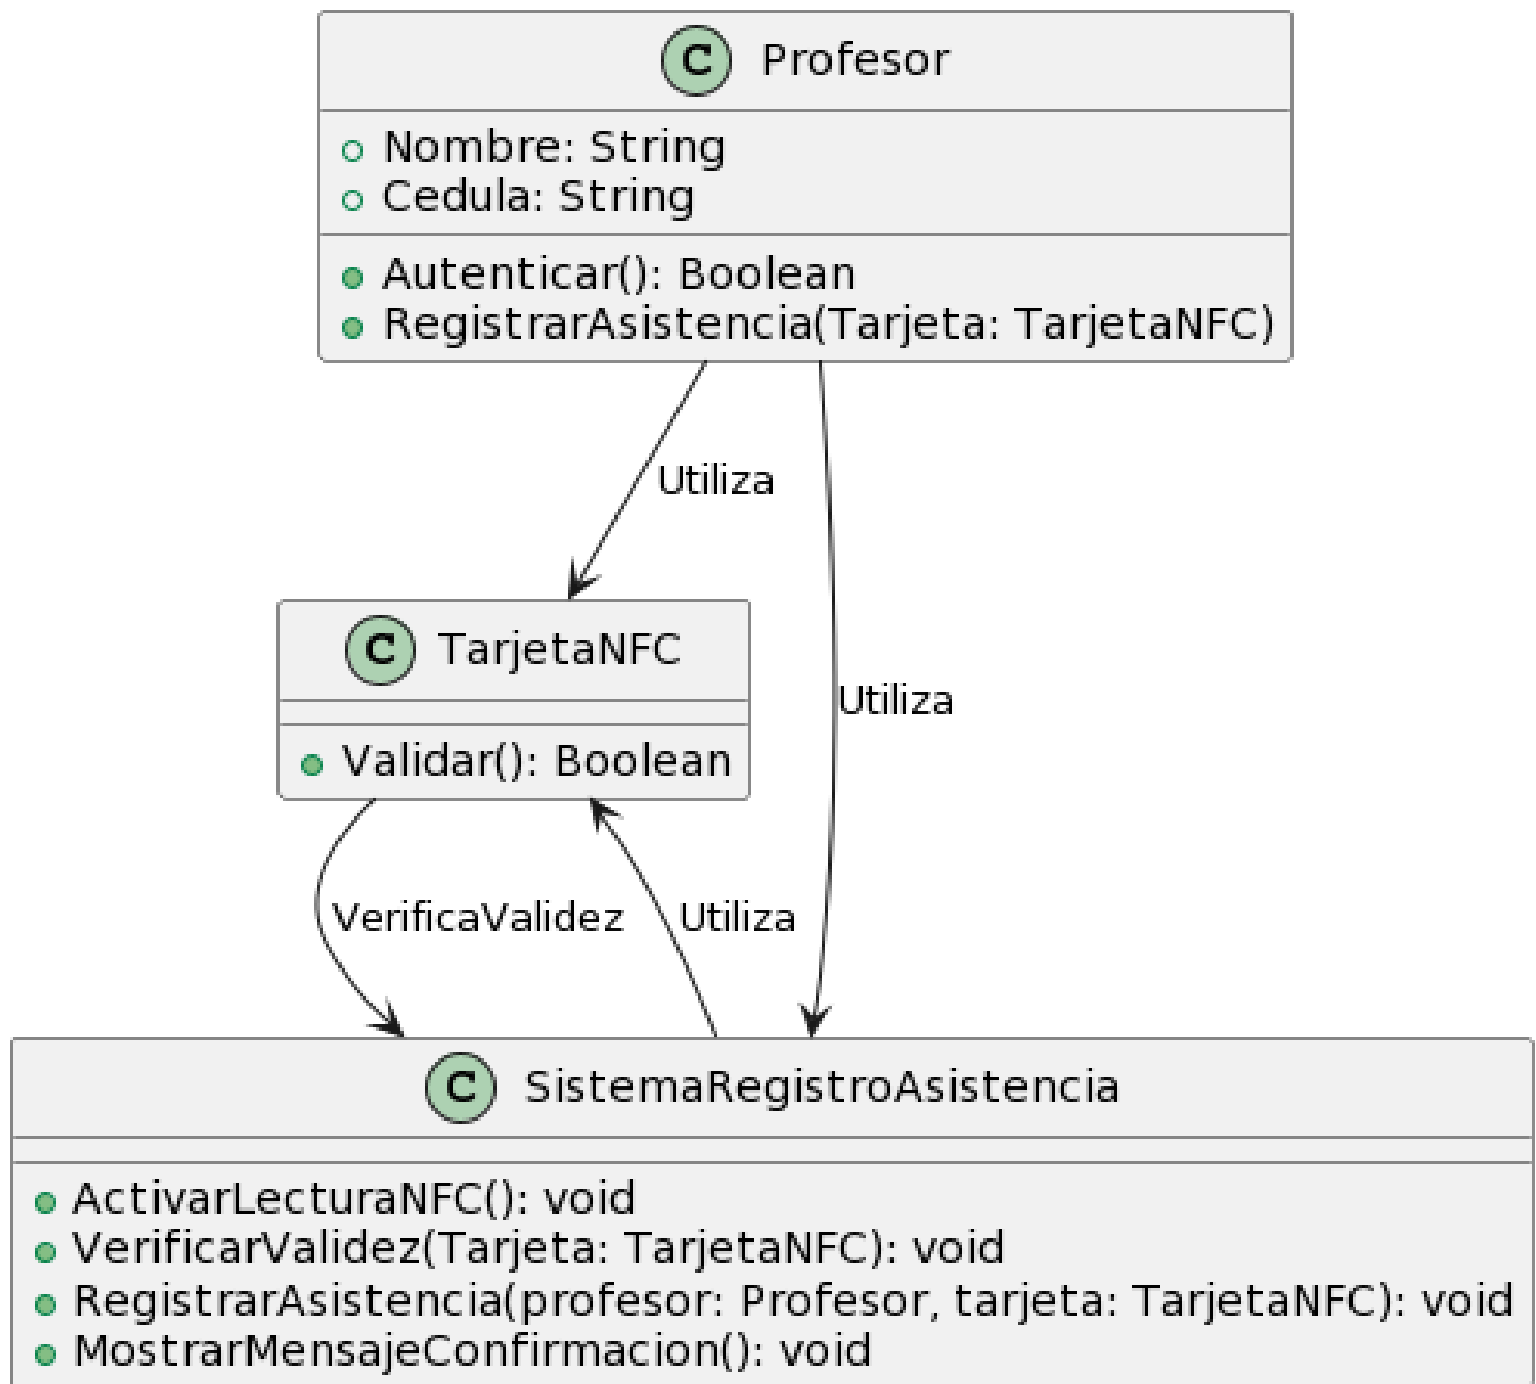 C Profesor
Nombre: String
Cedula: String
Autenticar(): Boolean
RegistrarAsistencia(Tarjeta: TarjetaNFC)
Utiliza
C TarjetaNFC
Utiliza
Validar(): Boolean
VerificaValidez
Utiliza
C SistemaRegistroAsistencia
ActivarLecturaNFC(): void
VerificarValidez(Tarjeta: TarjetaNFC): void
RegistrarAsistencia(profesor: Profesor, tarjeta: TarjetaNFC): void
MostrarMensajeConfirmacion(): void